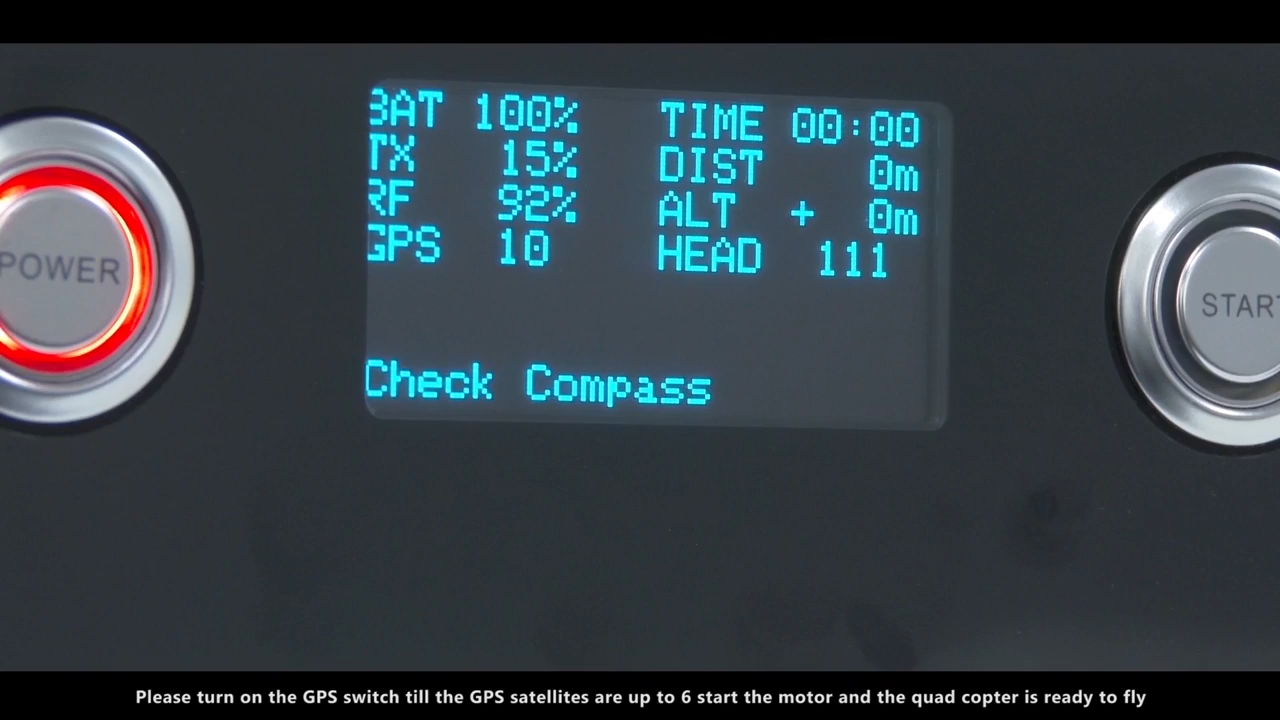 POWER
BAT 100% TIME 00:00
TX 15% DIST 0m
RF 92% ALT + 0m
GPS 10 HEAD 111
Check Compass
START
Please turn on the GPS switch till the GPS satellites are up to 6 start the motor and the quad copter is ready to fly